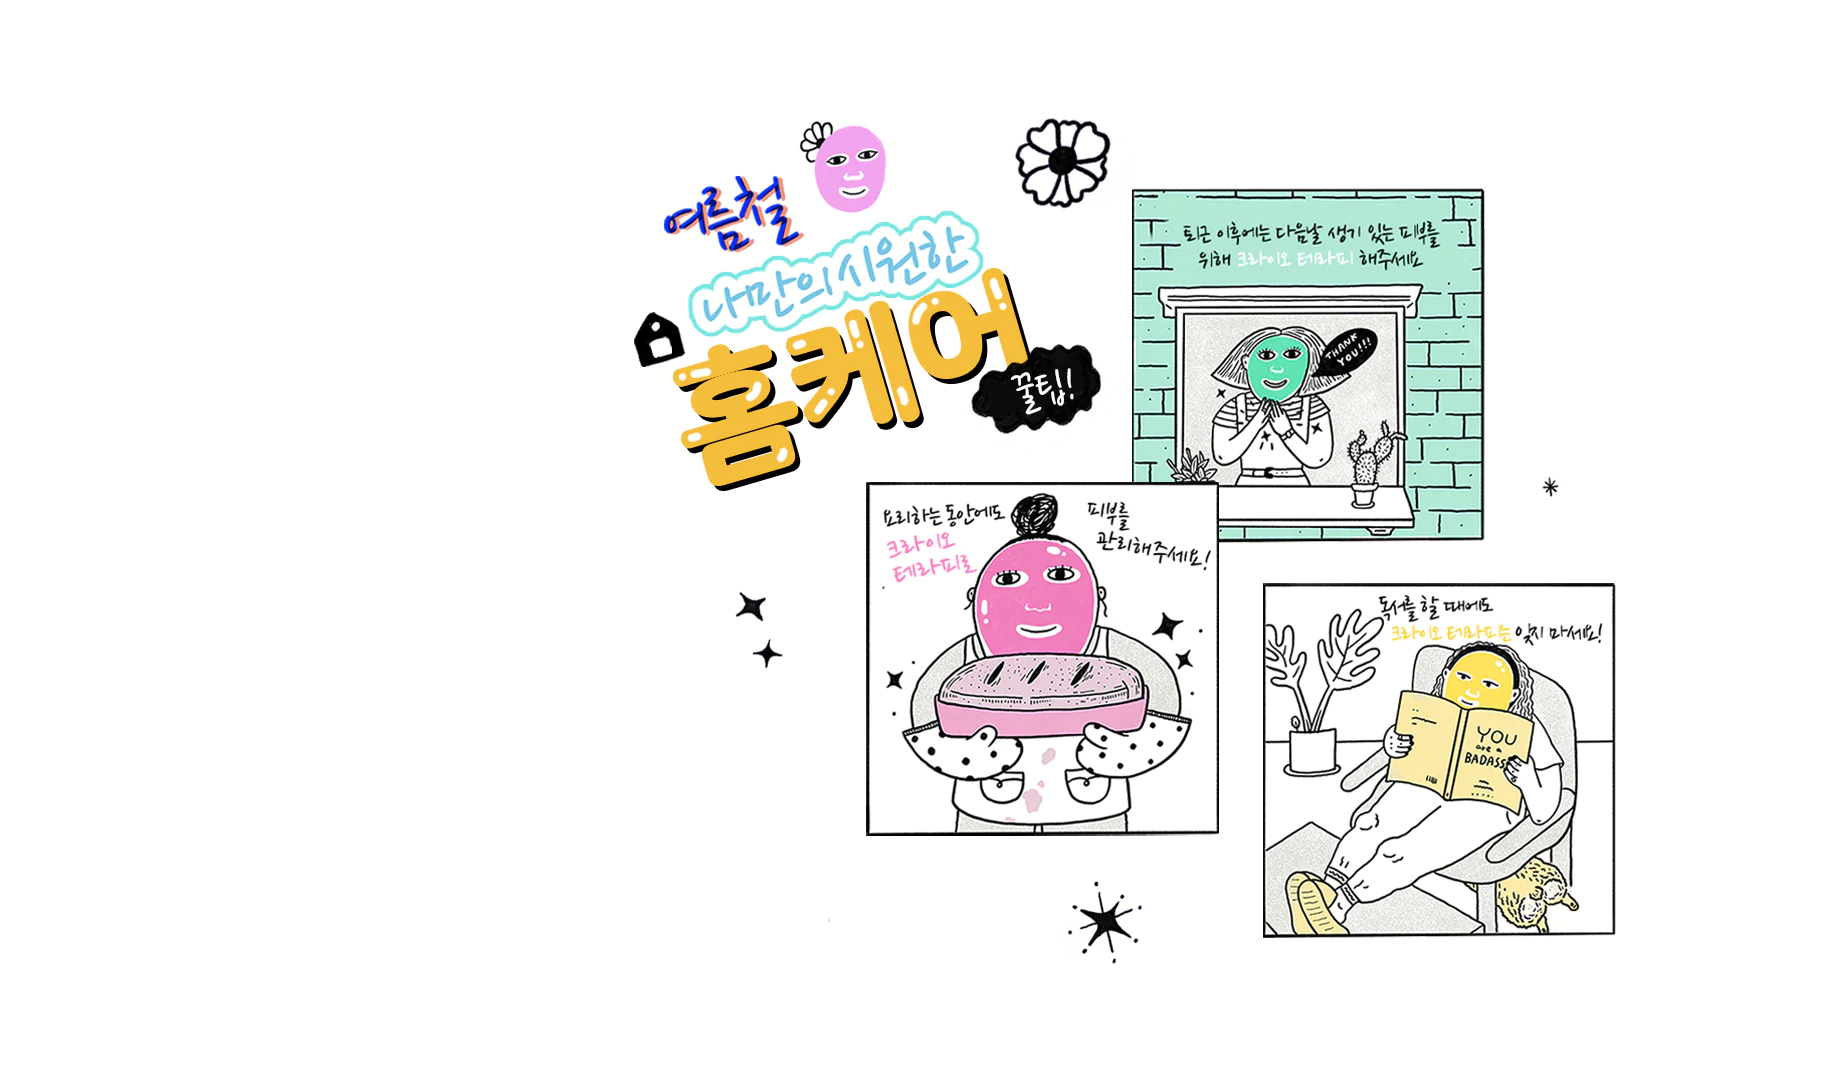 여름철
나만의 시원한
홈케어
꿀팁!
퇴근 이후에는 다음날 생기 있는 피부를
위해 크라이오 테라피 해주세요
THANK
YOU!!!
요리하는 동안에도
크라이오
테라피로
피부를
관리해주세요!
독서를 할 때에도
크라이오 테라피는 잊지 마세요!
YOU
are a
BADASS